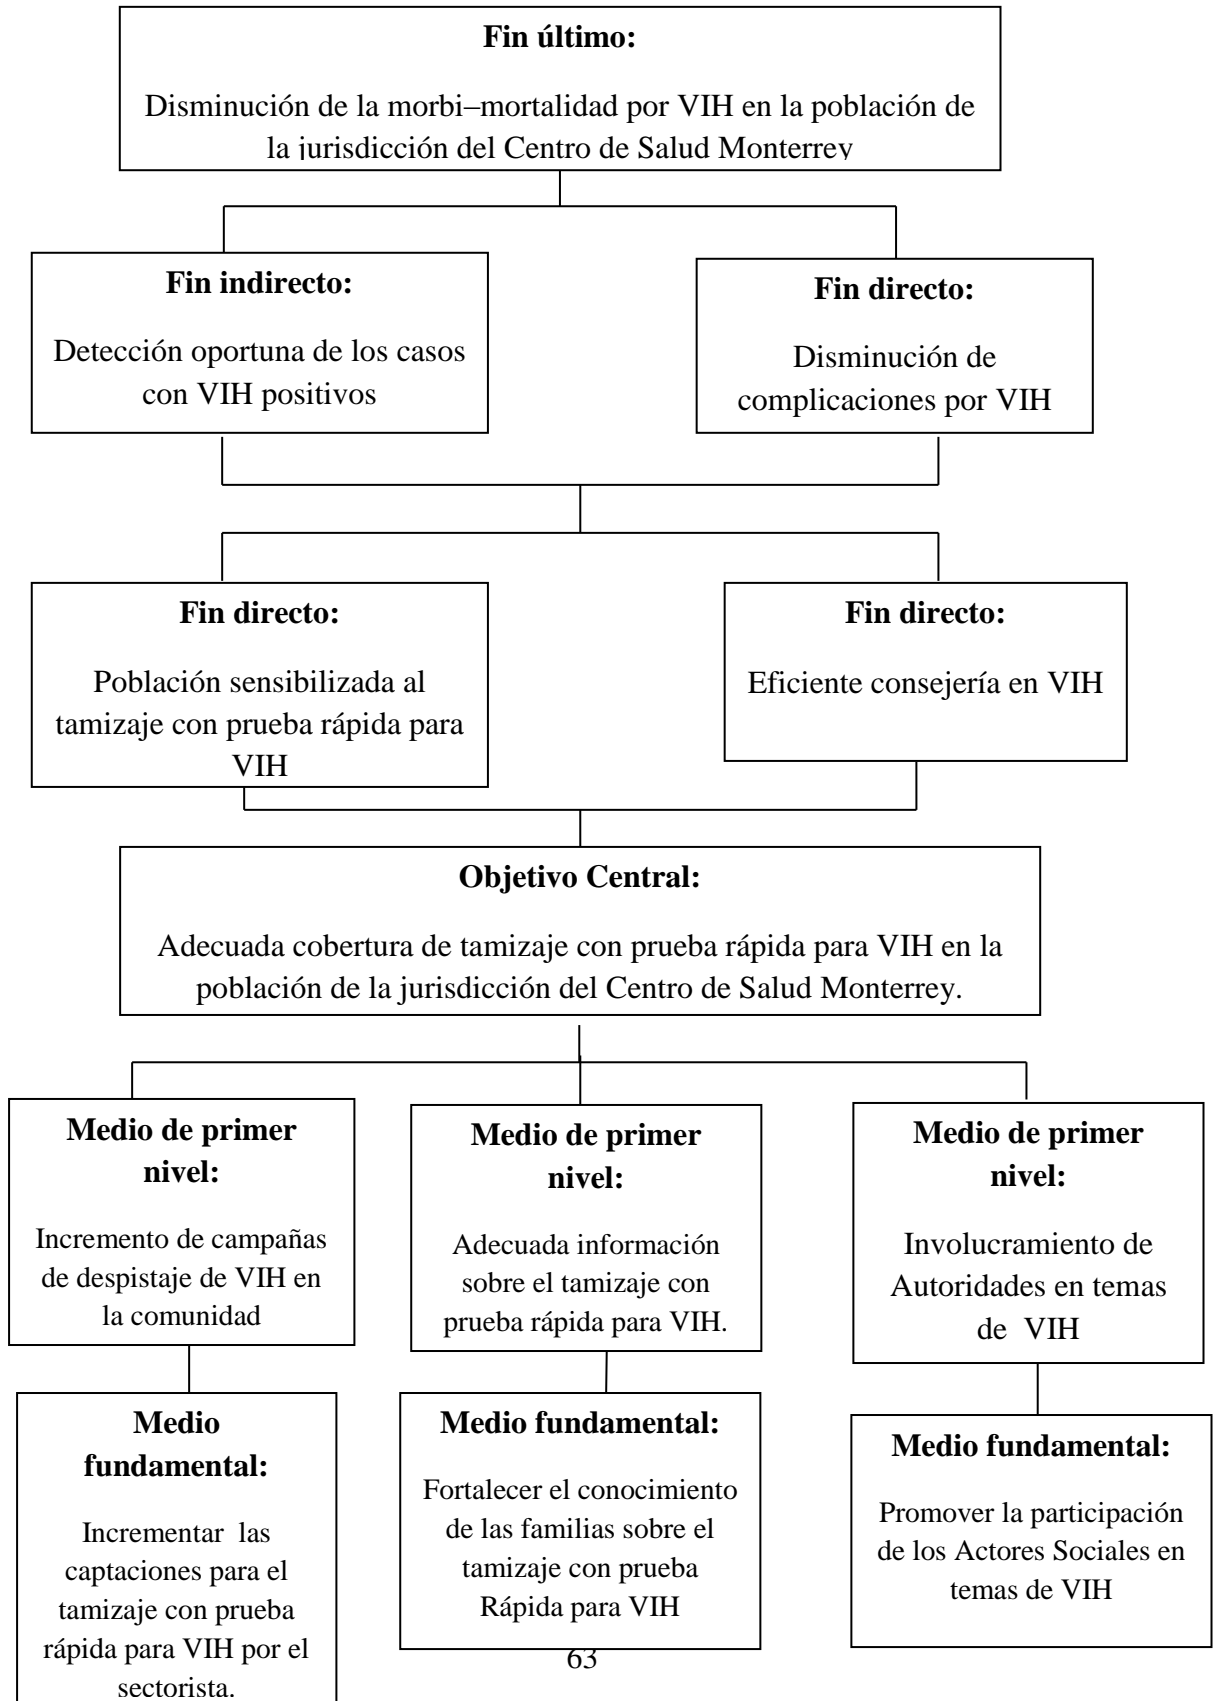 Fin último:
Disminución de la morbi–mortalidad por VIH en la población de
la jurisdicción del Centro de Salud Monterrey
Fin indirecto:
Detección oportuna de los casos
con VIH positivos
Fin directo:
Disminución de
complicaciones por VIH
Fin directo:
Población sensibilizada al
tamizaje con prueba rápida para
VIH
Fin directo:
Eficiente consejería en VIH
Objetivo Central:
Adecuada cobertura de tamizaje con prueba rápida para VIH en la
población de la jurisdicción del Centro de Salud Monterrey.
Medio de primer
nivel:
Incremento de campañas
de despistaje de VIH en
la comunidad
Medio de primer
nivel:
Adecuada información
sobre el tamizaje con
prueba rápida para VIH.
Medio de primer
nivel:
Involucramiento de
Autoridades en temas
de VIH
Medio
fundamental:
Incrementar las
captaciones para el
tamizaje con prueba
rápida para VIH por el
sectorista.
Medio fundamental:
Fortalecer el conocimiento
de las familias sobre el
tamizaje con prueba
Rápida para VIH
Medio fundamental:
Promover la participación
de los Actores Sociales en
temas de VIH
63